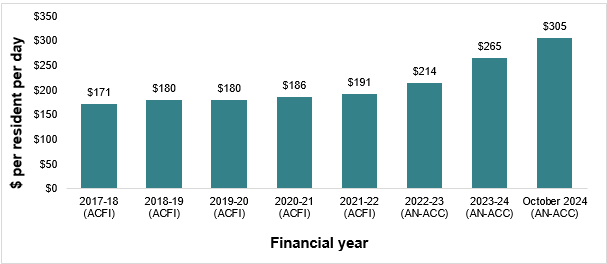 $ per resident per day
$350
$300
$250
$200
$150
$100
$50
$0
$171
$180
$180
$186
$191
$214
$265
$305
2017-18
(ACFI)
2018-19
(ACFI)
2019-20
(ACFI)
2020-21
(ACFI)
2021-22
(ACFI)
2022-23
(AN-ACC)
2023-24
(AN-ACC)
October 2024
(AN-ACC)
Financial year